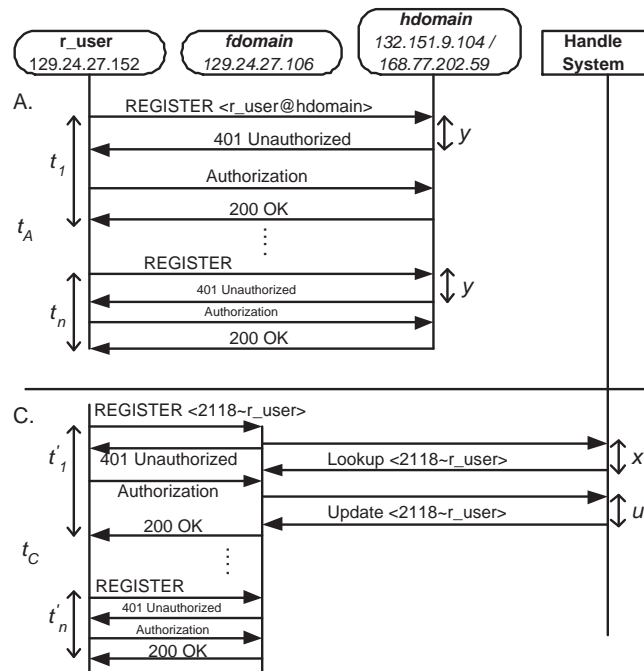 r_user
129.24.27.152
fdomain
129.24.27.106
hdomain
132.151.9.104 /
168.77.202.59
Handle
System
A.
REGISTER <r_user@hdomain>
y
401 Unauthorized
t1
Authorization
200 OK
tA
REGISTER
401 Unauthorized
y
tn
Authorization
200 OK
C.
REGISTER <2118~r_user>
t'1
401 Unauthorized
Lookup <2118~r_user>
x
Authorization
Update <2118~r_user>
u
200 OK
tC
REGISTER
t'n
401 Unauthorized
Authorization
200 OK